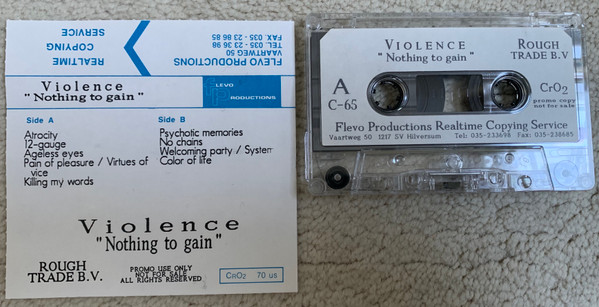 FLEVO PRODUCTIONS
VAARTWEG 50
TEL. 035 - 23 36 98
FAX. 035 - 23 86 85
REALTIME
COPYING
SERVICE
Violence
"Nothing to gain"
LEVO
RODUCTIONS
Side A
Atrocity
12-gauge
Ageless eyes
Pain of pleasure / Virtues of
vice
Killing my words
Side B
Psychotic memories
No chains
Welcoming party / System
Color of life
Violence
"Nothing to gain"
ROUGH
TRADE B.V.
PROMO USE ONLY
NOT FOR SALE
ALL RIGHTS RESERVED
CRO2 70 US
VIOLENCE
"Nothing to gain"
ROUGH
TRADE B.V
A
C-65
CrO2
promo copy
not for sale
Flevo Productions Realtime Copying Service
Vaartweg 50 1217 SV Hilversum Tel: 035-233698 Fax: 035-238685